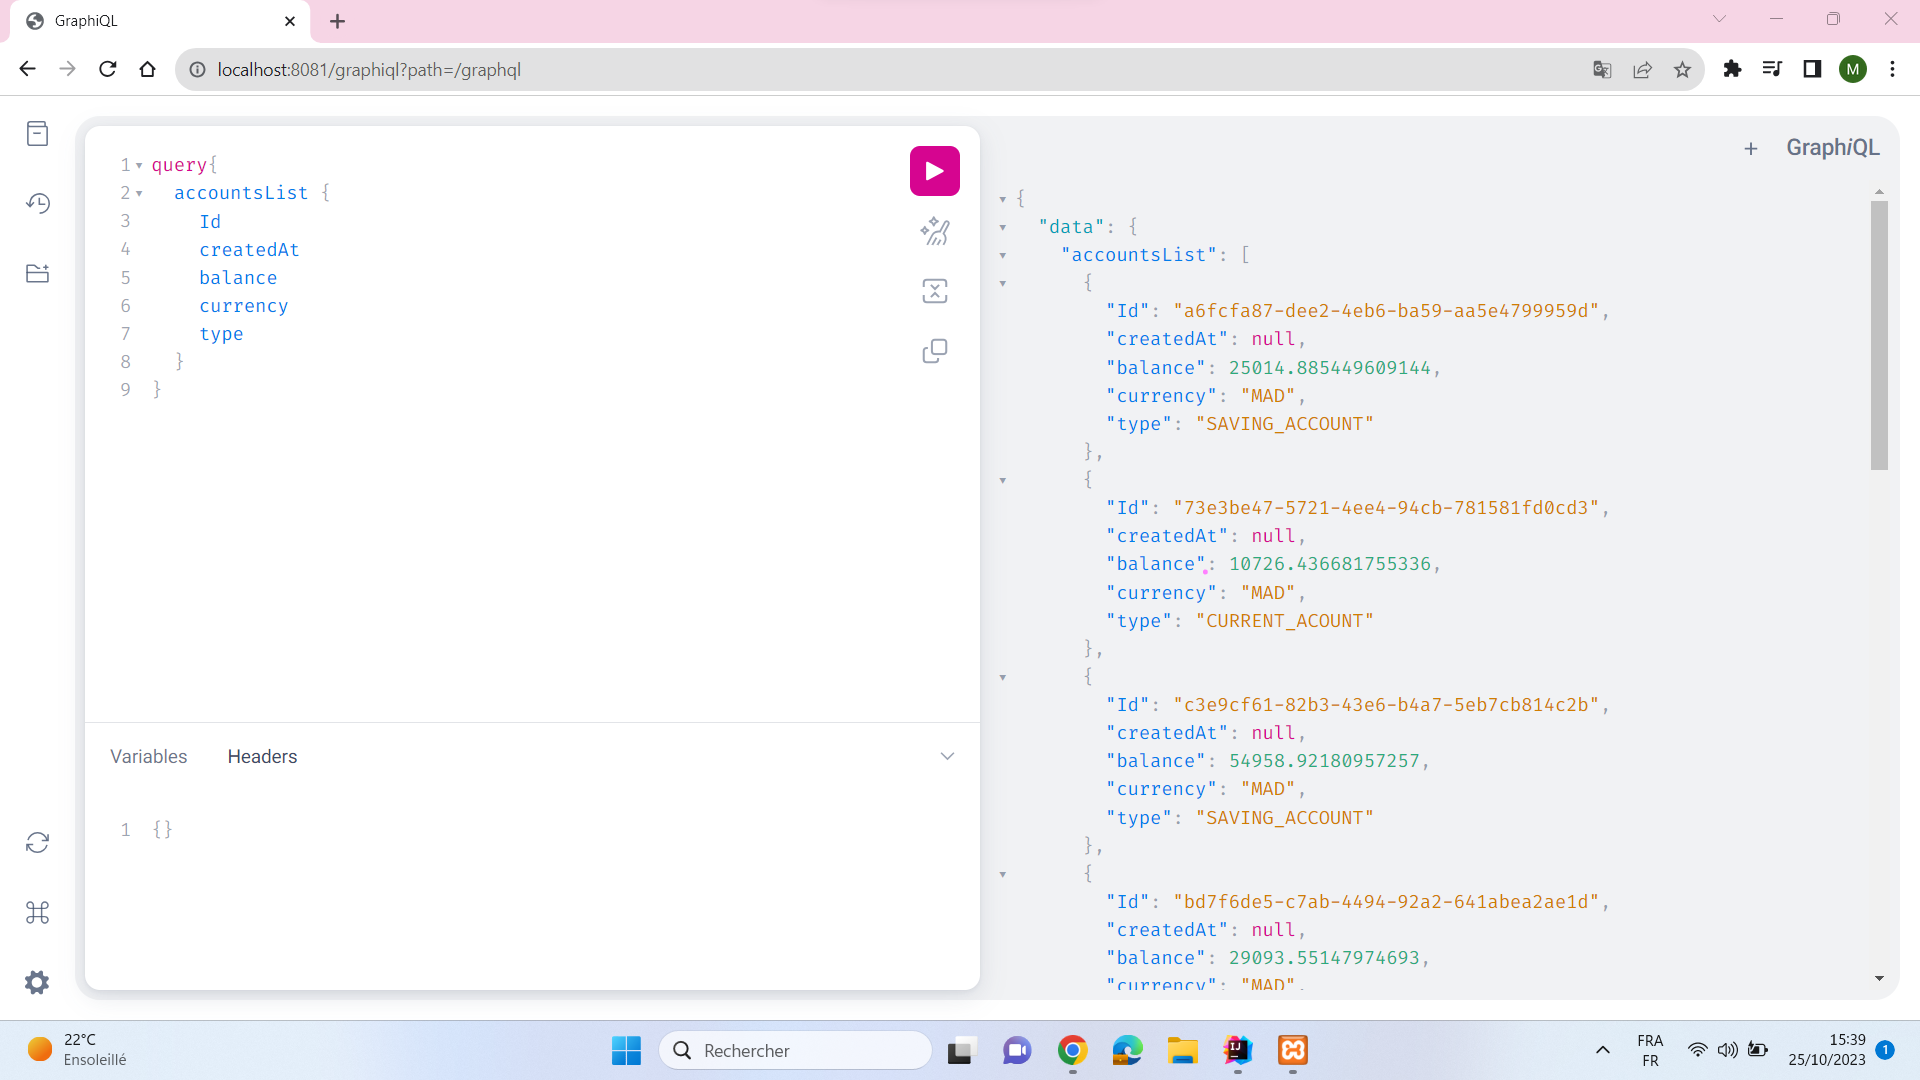 GraphiQL
localhost:8081/graphiql?path=/graphql
M
1 query{
2 accountsList {
3 Id
4 createdAt
5 balance
6 currency
7 type
8 }
9 }
Variables Headers
1 {}
GraphiQL
{
"data": {
"accountsList": [
{
"Id": "a6fcfa87-dee2-4eb6-ba59-aa5e4799959d",
"createdAt": null,
"balance": 25014.885449609144,
"currency": "MAD",
"type": "SAVING_ACCOUNT"
},
{
"Id": "73e3be47-5721-4ee4-94cb-781581fd0cd3",
"createdAt": null,
"balance": 10726.436681755336,
"currency": "MAD",
"type": "CURRENT_ACOUNT"
},
{
"Id": "c3e9cf61-82b3-43e6-b4a7-5eb7cb814c2b",
"createdAt": null,
"balance": 54958.92180957257,
"currency": "MAD",
"type": "SAVING_ACCOUNT"
},
{
"Id": "bd7f6de5-c7ab-4494-92a2-641abea2ae1d",
"createdAt": null,
"balance": 29093.55147974693,
"currency": "MAD",
22°C
Ensoleillé
Rechercher
IJ
FRA
FR
15:39
25/10/2023
1